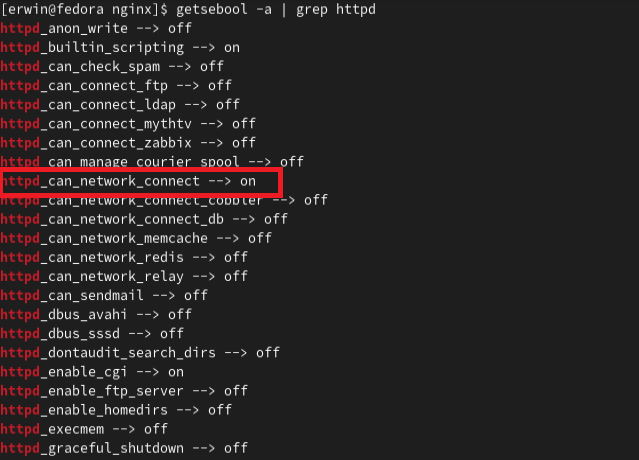 [erwin@fedora nginx]$ getsebool -a | grep httpd
httpd_anon_write --> off
httpd_builtin_scripting --> on
httpd_can_check_spam --> off
httpd_can_connect_ftp --> off
httpd_can_connect_ldap --> off
httpd_can_connect_mythtv --> off
httpd_can_connect_zabbix --> off
httpd_can_manage_courier_spool --> off
httpd_can_network_connect --> on
httpd_can_network_connect_cobbler --> off
httpd_can_network_connect_db --> off
httpd_can_network_memcache --> off
httpd_can_network_redis --> off
httpd_can_network_relay --> off
httpd_can_sendmail --> off
httpd_dbus_avahi --> off
httpd_dbus_sssd --> off
httpd_dontaudit_search_dirs --> off
httpd_enable_cgi --> on
httpd_enable_ftp_server --> off
httpd_enable_homedirs --> off
httpd_execmem --> off
httpd_graceful_shutdown --> off